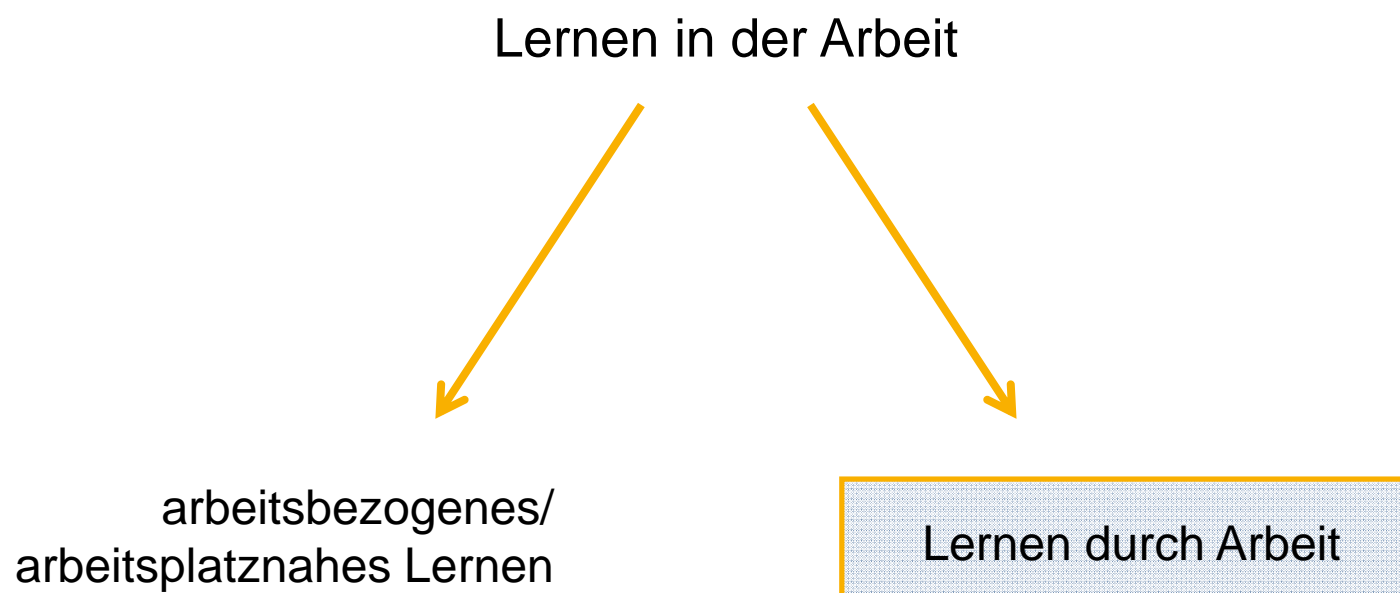 Lernen in der Arbeit
arbeitsbezogenes/
arbeitsplatznahes Lernen
Lernen durch Arbeit